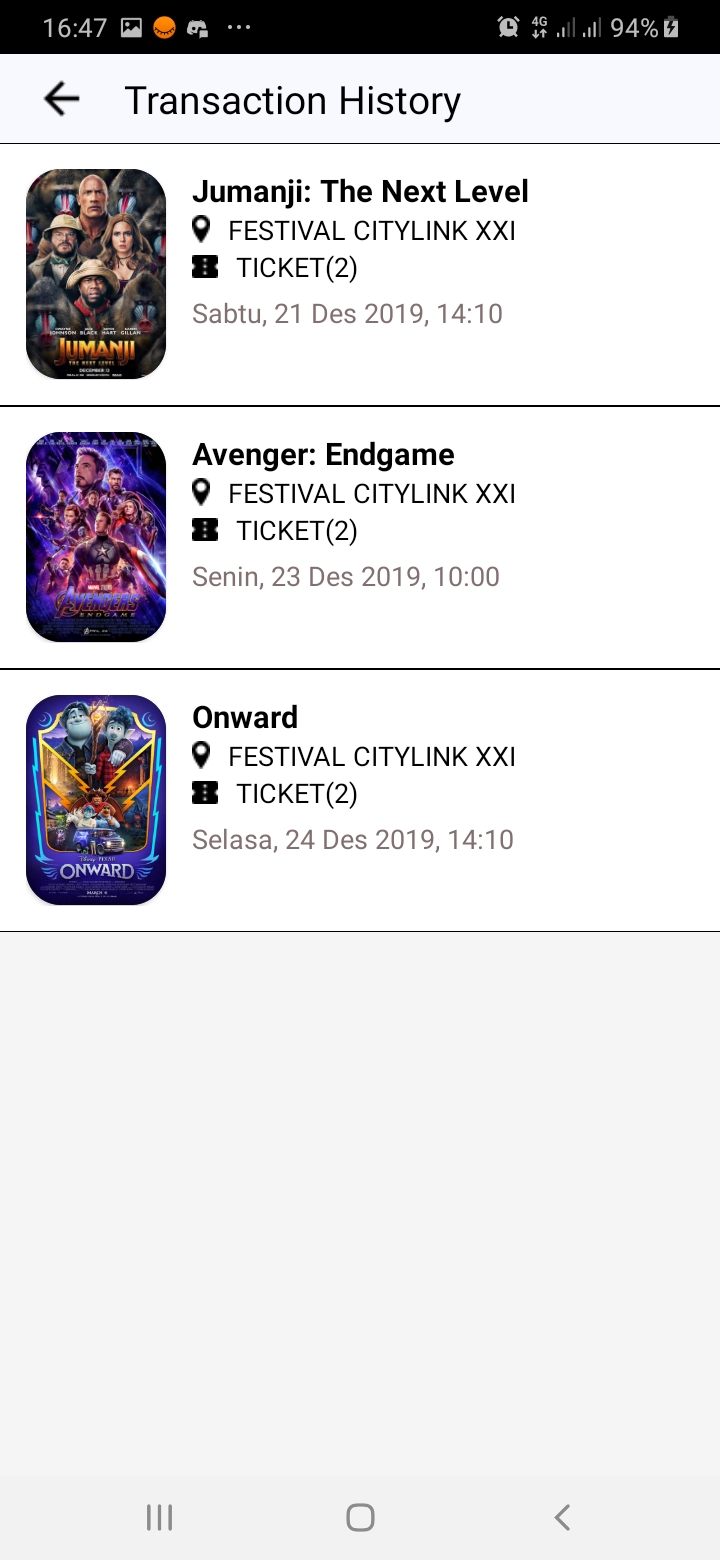 16:47 4G 94%
Transaction History
Jumanji: The Next Level
FESTIVAL CITYLINK XXI
TICKET(2)
Sabtu, 21 Des 2019, 14:10
JOHNSON BLACK HART GILLAN
JUMANJI
THE NEXT LEVEL
DECEMBER 13
Avenger: Endgame
FESTIVAL CITYLINK XXI
TICKET(2)
Senin, 23 Des 2019, 10:00
AVENGERS
ENDGAME
APRIL 26
Onward
FESTIVAL CITYLINK XXI
TICKET(2)
Selasa, 24 Des 2019, 14:10
Disney PIXAR
ONWARD
MARCH 6